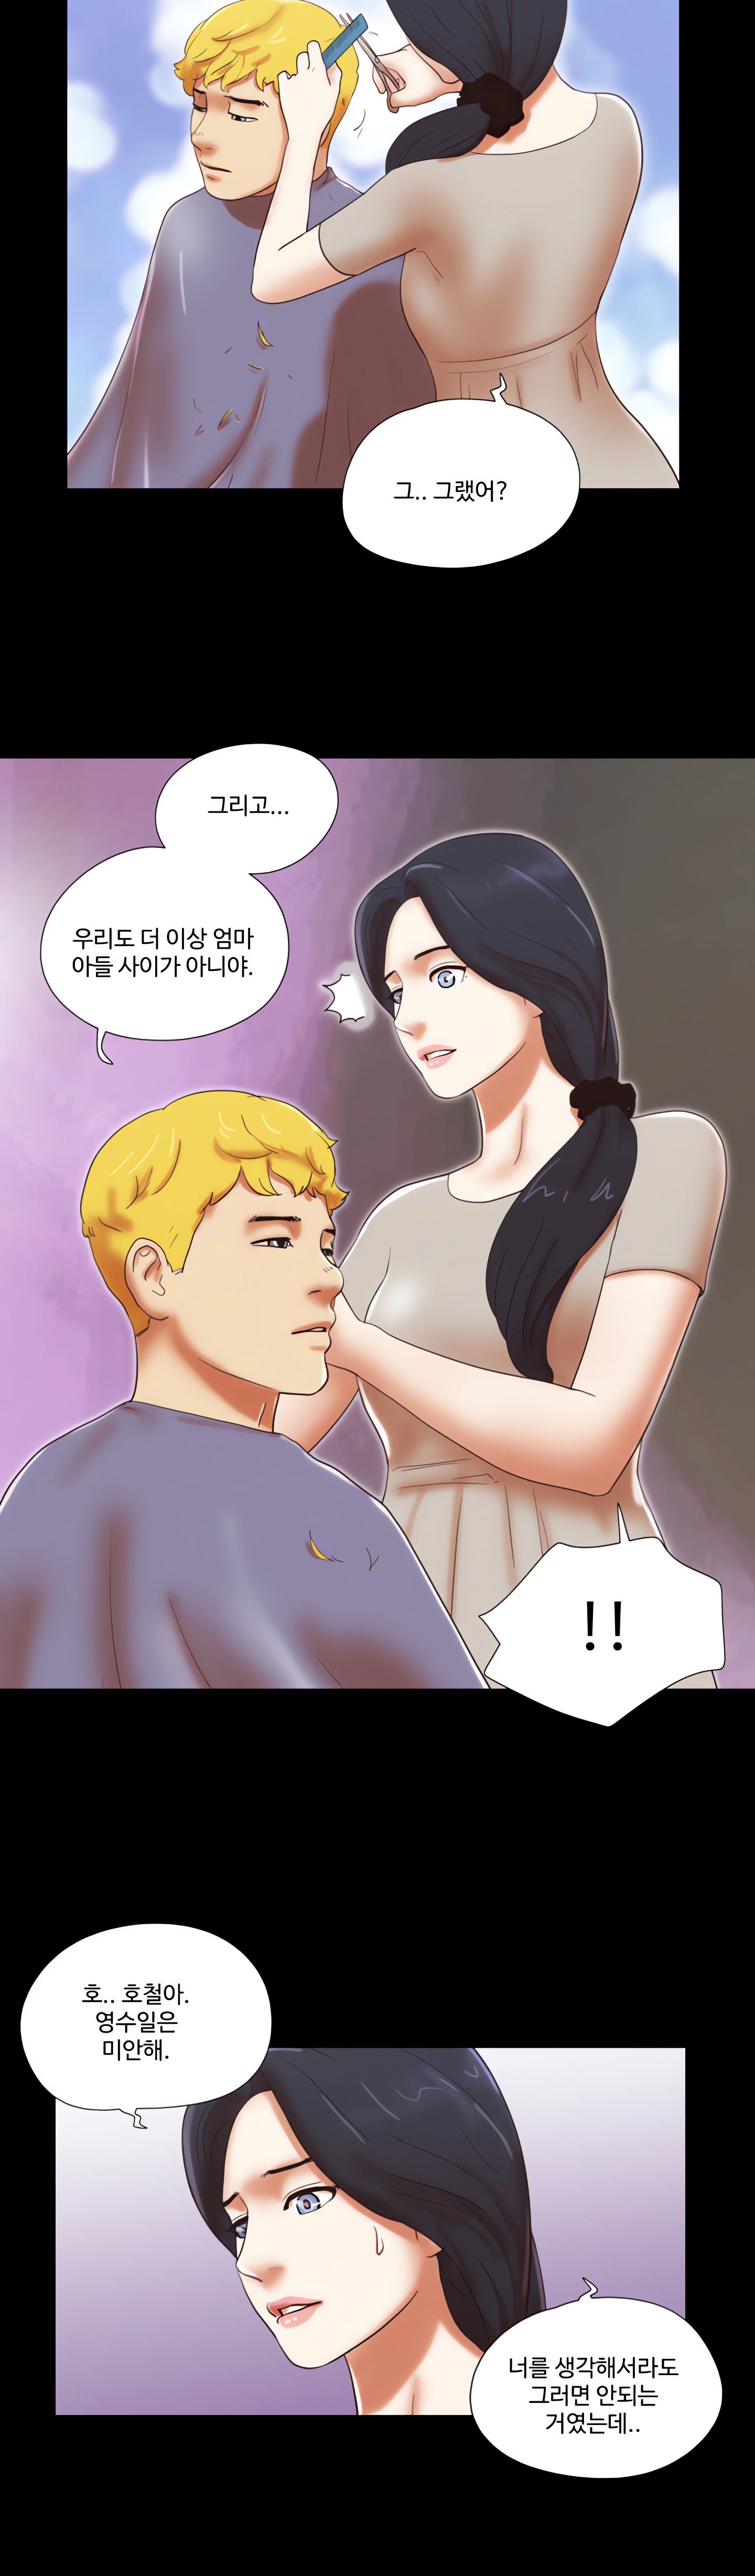 그.. 그랬어?
그리고...
우리도 더 이상 엄마
아들 사이가 아니야.
!!
호.. 호철아.
영수일은
미안해.
너를 생각해서라도
그러면 안되는
거였는데..